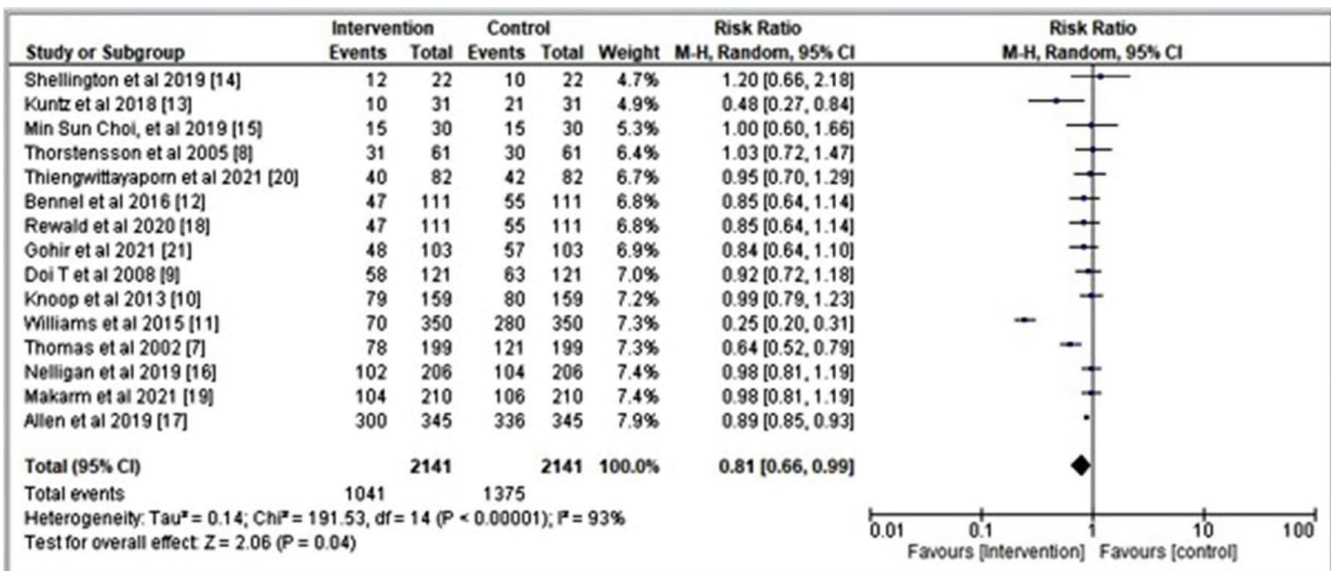 Intervention Control Risk Ratio Risk Ratio
Study or Subgroup Events Total Events Total Weight M-H, Random, 95% CI M-H, Random, 95% CI
Shellington et al 2019 [14] 12 22 10 22 4.7% 1.20 [0.66, 2.18]
Kuntz et al 2018 [13] 10 31 21 31 4.9% 0.48 [0.27, 0.84]
Min Sun Choi, et al 2019 [15] 15 30 15 30 5.3% 1.00 [0.60, 1.66]
Thorstensson et al 2005 [8] 31 61 30 61 6.4% 1.03 [0.72, 1.47]
Thiengwittayaporn et al 2021 [20] 40 82 42 82 6.7% 0.95 [0.70, 1.29]
Bennel et al 2016 [12] 47 111 55 111 6.8% 0.85 [0.64, 1.14]
Rewald et al 2020 [18] 47 111 55 111 6.8% 0.85 [0.64, 1.14]
Gohir et al 2021 [21] 48 103 57 103 6.9% 0.84 [0.64, 1.10]
Doi T et al 2008 [9] 58 121 63 121 7.0% 0.92 [0.72, 1.18]
Knoop et al 2013 [10] 79 159 80 159 7.2% 0.99 [0.79, 1.23]
Williams et al 2015 [11] 70 350 280 350 7.3% 0.25 [0.20, 0.31]
Thomas et al 2002 [7] 78 199 121 199 7.3% 0.64 [0.52, 0.79]
Nelligan et al 2019 [16] 102 206 104 206 7.4% 0.98 [0.81, 1.19]
Makarm et al 2021 [19] 104 210 106 210 7.4% 0.98 [0.81, 1.19]
Allen et al 2019 [17] 300 345 336 345 7.9% 0.89 [0.85, 0.93]
Total (95% CI) 2141 2141 100.0% 0.81 [0.66, 0.99]
Total events 1041 1375
Heterogeneity: Tau² = 0.14; Chi² = 191.53, df = 14 (P < 0.00001); I² = 93%
Test for overall effect: Z = 2.06 (P = 0.04)
0.01 0.1 1 10 100
Favours [Intervention] Favours [control]